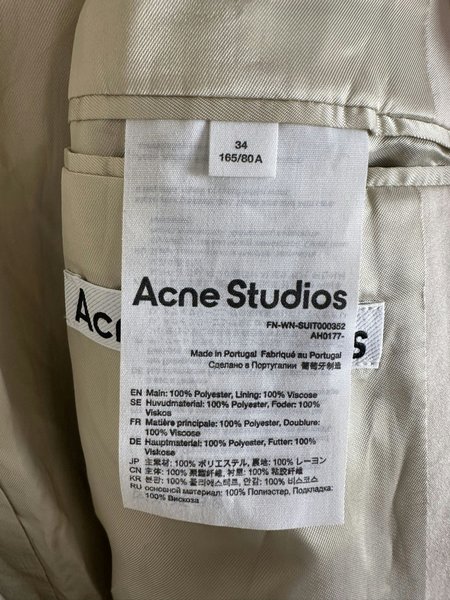 34
165/80A
Acne Studios
Acn
s
FN-WN-SUIT000352
AH0177-
Made in Portugal Fabriqué au Portugal
Сделано в Португалии 葡萄牙制造
EN Main: 100% Polyester, Lining: 100% Viscose
SE Huvudmaterial: 100% Polyester, Foder: 100%
Viskos
FR Matière principale: 100% Polyester, Doublure:
100% Viscose
DE Hauptmaterial: 100% Polyester, Futter: 100%
Viskose
JP 主素材: 100% ポリエステル, 裏地: 100% レーヨン
CN 主体: 100% 聚酯纤维, 衬里: 100% 粘胶纤维
KR 본판: 100% 폴리에스테르, 안감: 100% 비스코스
RU основной материал: 100% Полиэстер, Подкладка:
100% Вискоза